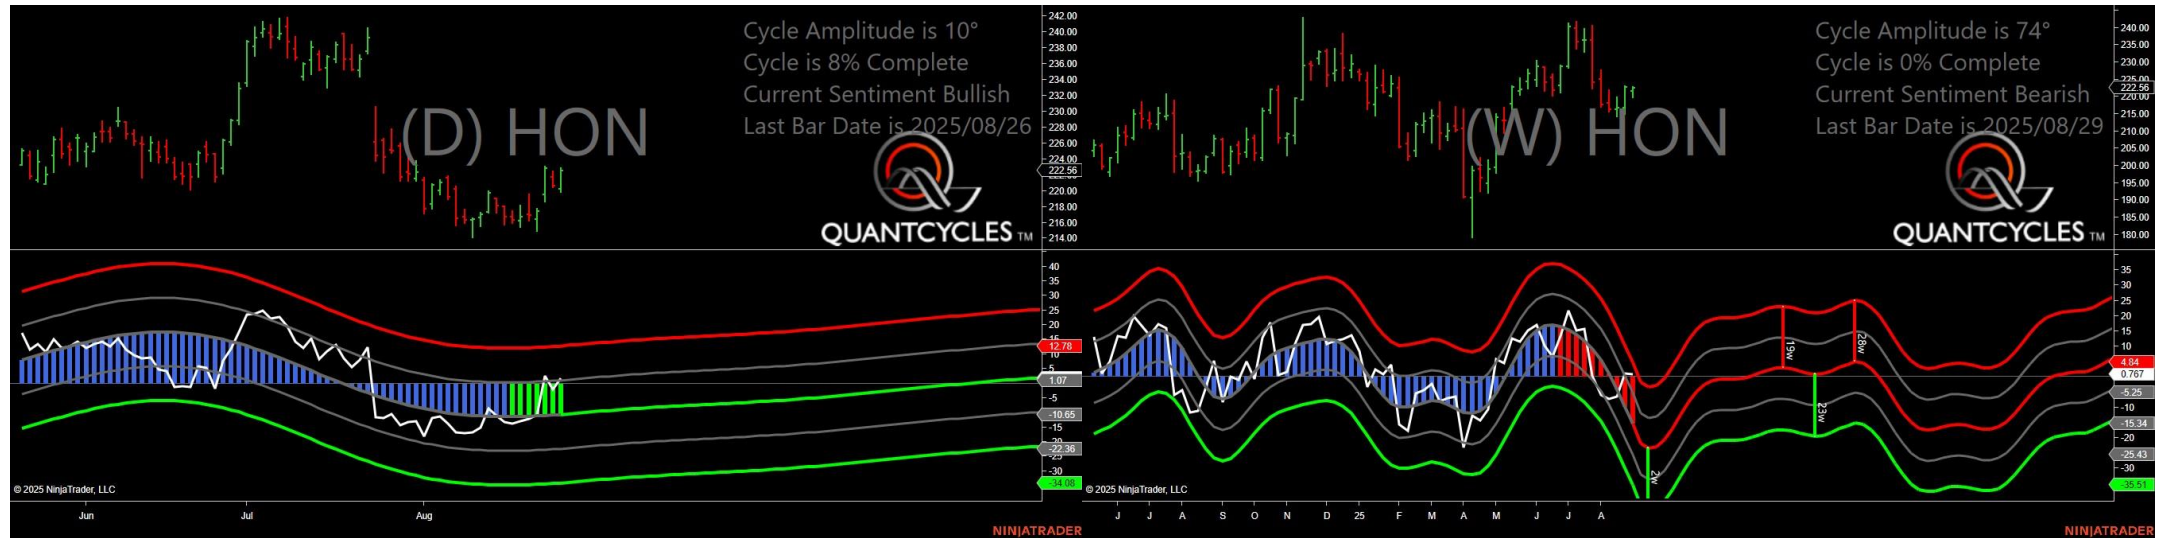 Cycle Amplitude is 10°
Cycle is 8% Complete
Current Sentiment Bullish
Last Bar Date is 2025/08/26
(D) HON
QUANTCYCLES TM
242.00
240.00
238.00
236.00
234.00
232.00
230.00
228.00
226.00
224.00
222.56
220.00
218.00
216.00
214.00
40
35
30
25
20
15
12.78
1.07
-5
-10.65
-15
-22.36
-30
-34.08
© 2025 NinjaTrader, LLC
Jun Jul Aug
NINJATRADER
Cycle Amplitude is 74°
Cycle is 0% Complete
Current Sentiment Bearish
Last Bar Date is 2025/08/29
(W) HON
QUANTCYCLES TM
240.00
235.00
230.00
225.00
222.56
220.00
215.00
210.00
205.00
200.00
195.00
190.00
185.00
180.00
19w
28w
23w
2w
35
30
25
20
15
10
4.84
0.767
-5.25
-10
-15.34
-20
-25.43
-30
-35.51
© 2025 NinjaTrader, LLC
J J A S O N D 25 F M A M J J A
NINJATRADER